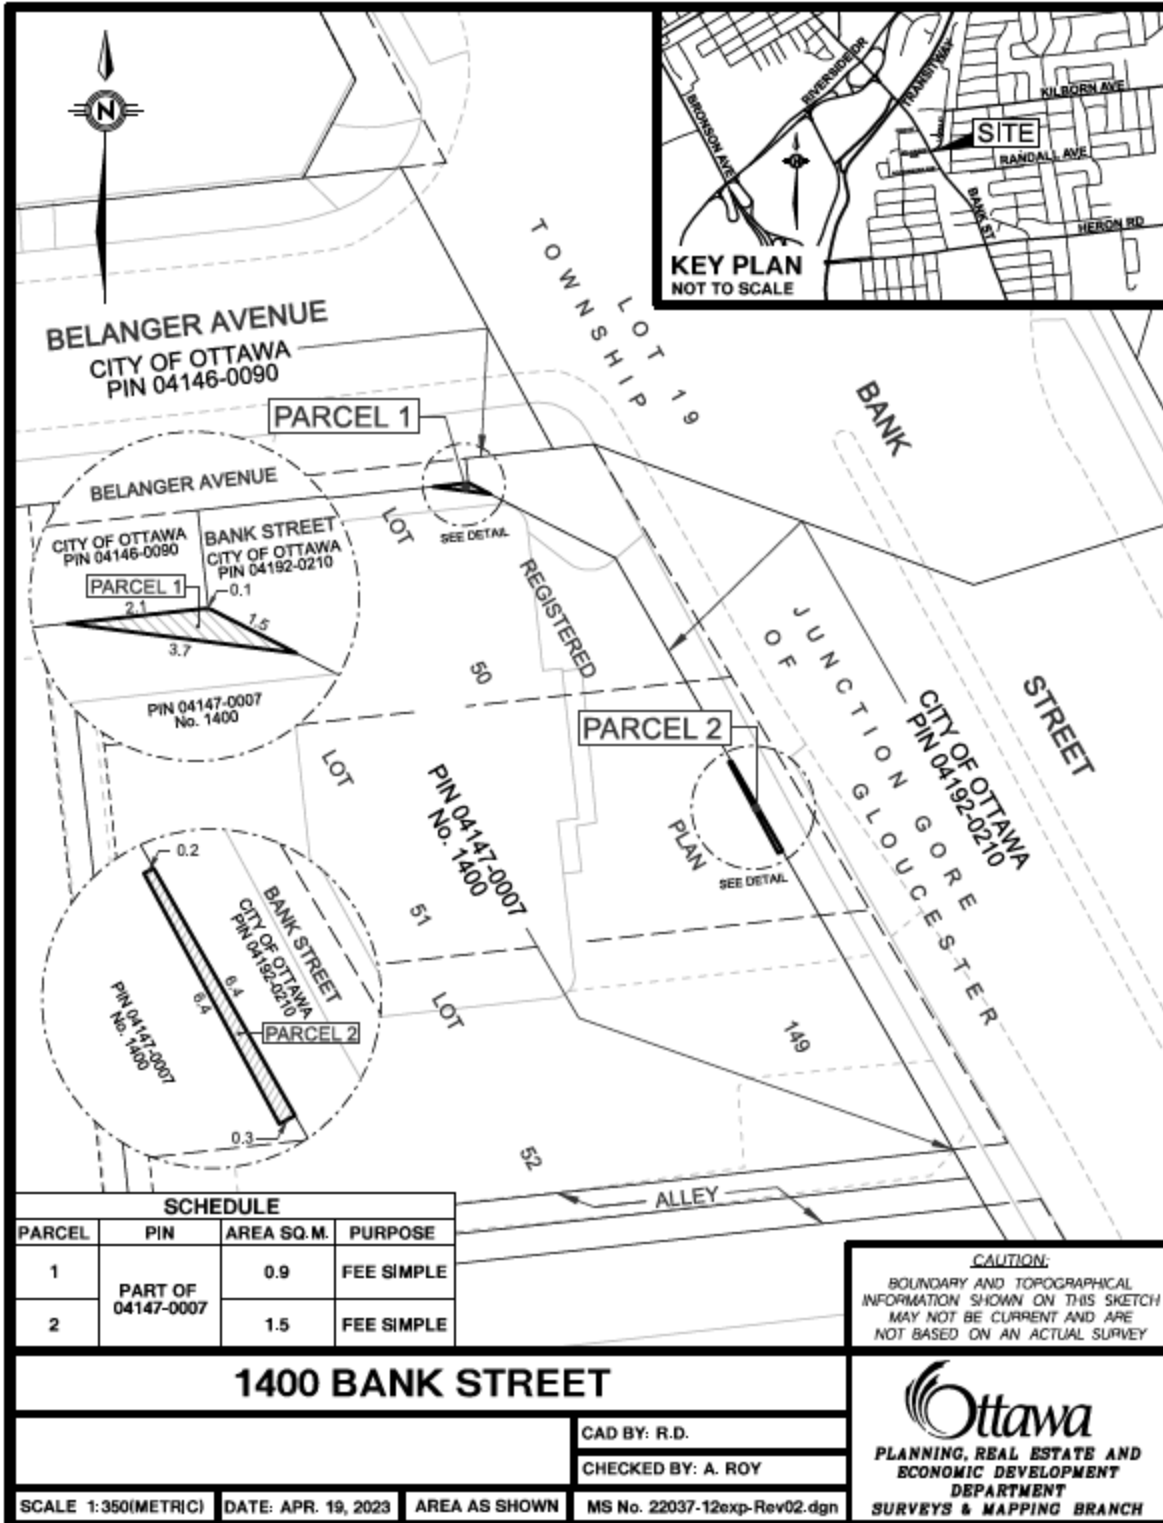 N
BRONSON AVE
RIVERSIDE DR
TRANSITWAY
KILBORN AVE
SITE
RANDALL AVE
BANK ST
HERON RD
KEY PLAN
NOT TO SCALE
BELANGER AVENUE
CITY OF OTTAWA
PIN 04146-0090
TOWNSHIP
LOT 19
BANK
STREET
PARCEL 1
SEE DETAIL
BELANGER AVENUE
CITY OF OTTAWA
PIN 04146-0090
BANK STREET
CITY OF OTTAWA
PIN 04192-0210
PARCEL 1
0.1
2.1
1.5
3.7
PIN 04147-0007
No. 1400
LOT
50
REGISTERED
PLAN
JUNCTION GORE
OF GLOUCESTER
CITY OF OTTAWA
PIN 04192-0210
PARCEL 2
SEE DETAIL
LOT
51
PIN 04147-0007
No. 1400
0.2
BANK STREET
CITY OF OTTAWA
PIN 04192-0210
6.4
6.4
PARCEL 2
PIN 04147-0007
No. 1400
0.3
LOT
52
149
ALLEY
SCHEDULE
PARCEL PIN AREA SQ.M. PURPOSE
1 PART OF 04147-0007 0.9 FEE SIMPLE
2 1.5 FEE SIMPLE
CAUTION:
BOUNDARY AND TOPOGRAPHICAL
INFORMATION SHOWN ON THIS SKETCH
MAY NOT BE CURRENT AND ARE
NOT BASED ON AN ACTUAL SURVEY
1400 BANK STREET
CAD BY: R.D.
CHECKED BY: A. ROY
SCALE 1:350(METRIC) DATE: APR. 19, 2023 AREA AS SHOWN MS No. 22037-12exp-Rev02.dgn
Ottawa
PLANNING, REAL ESTATE AND
ECONOMIC DEVELOPMENT
DEPARTMENT
SURVEYS & MAPPING BRANCH